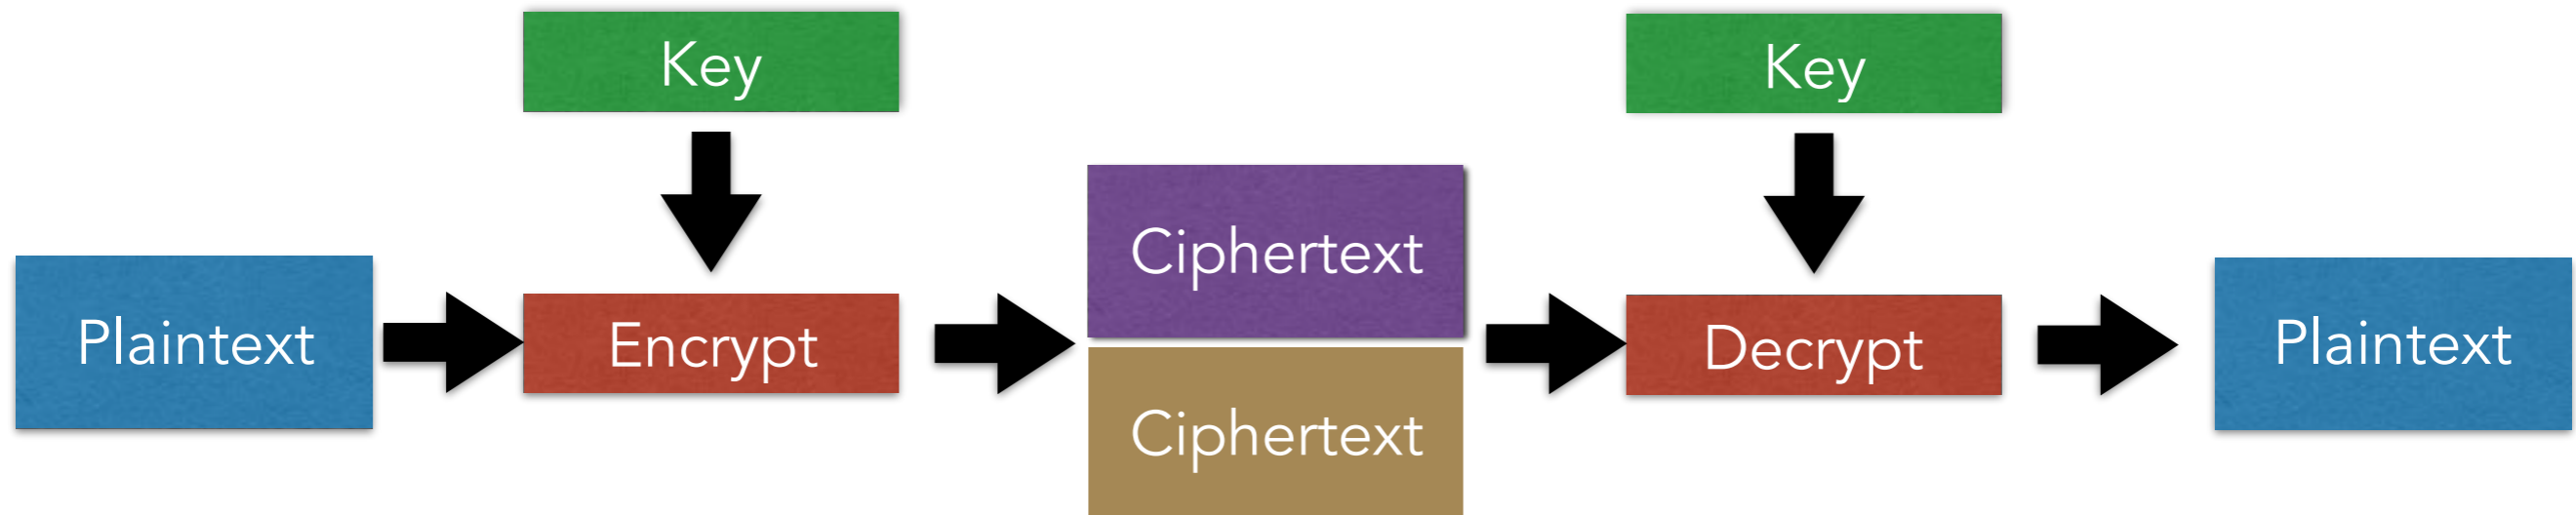 Key
Key
Ciphertext
Plaintext
Encrypt
Decrypt
Plaintext
Ciphertext